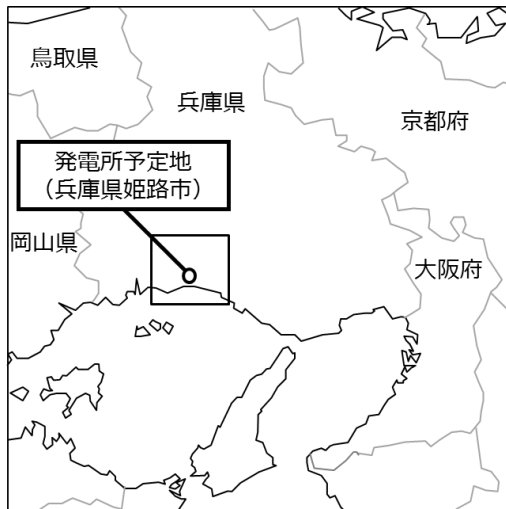 鳥取県
兵庫県
京都府
発電所予定地
（兵庫県姫路市）
岡山県
大阪府